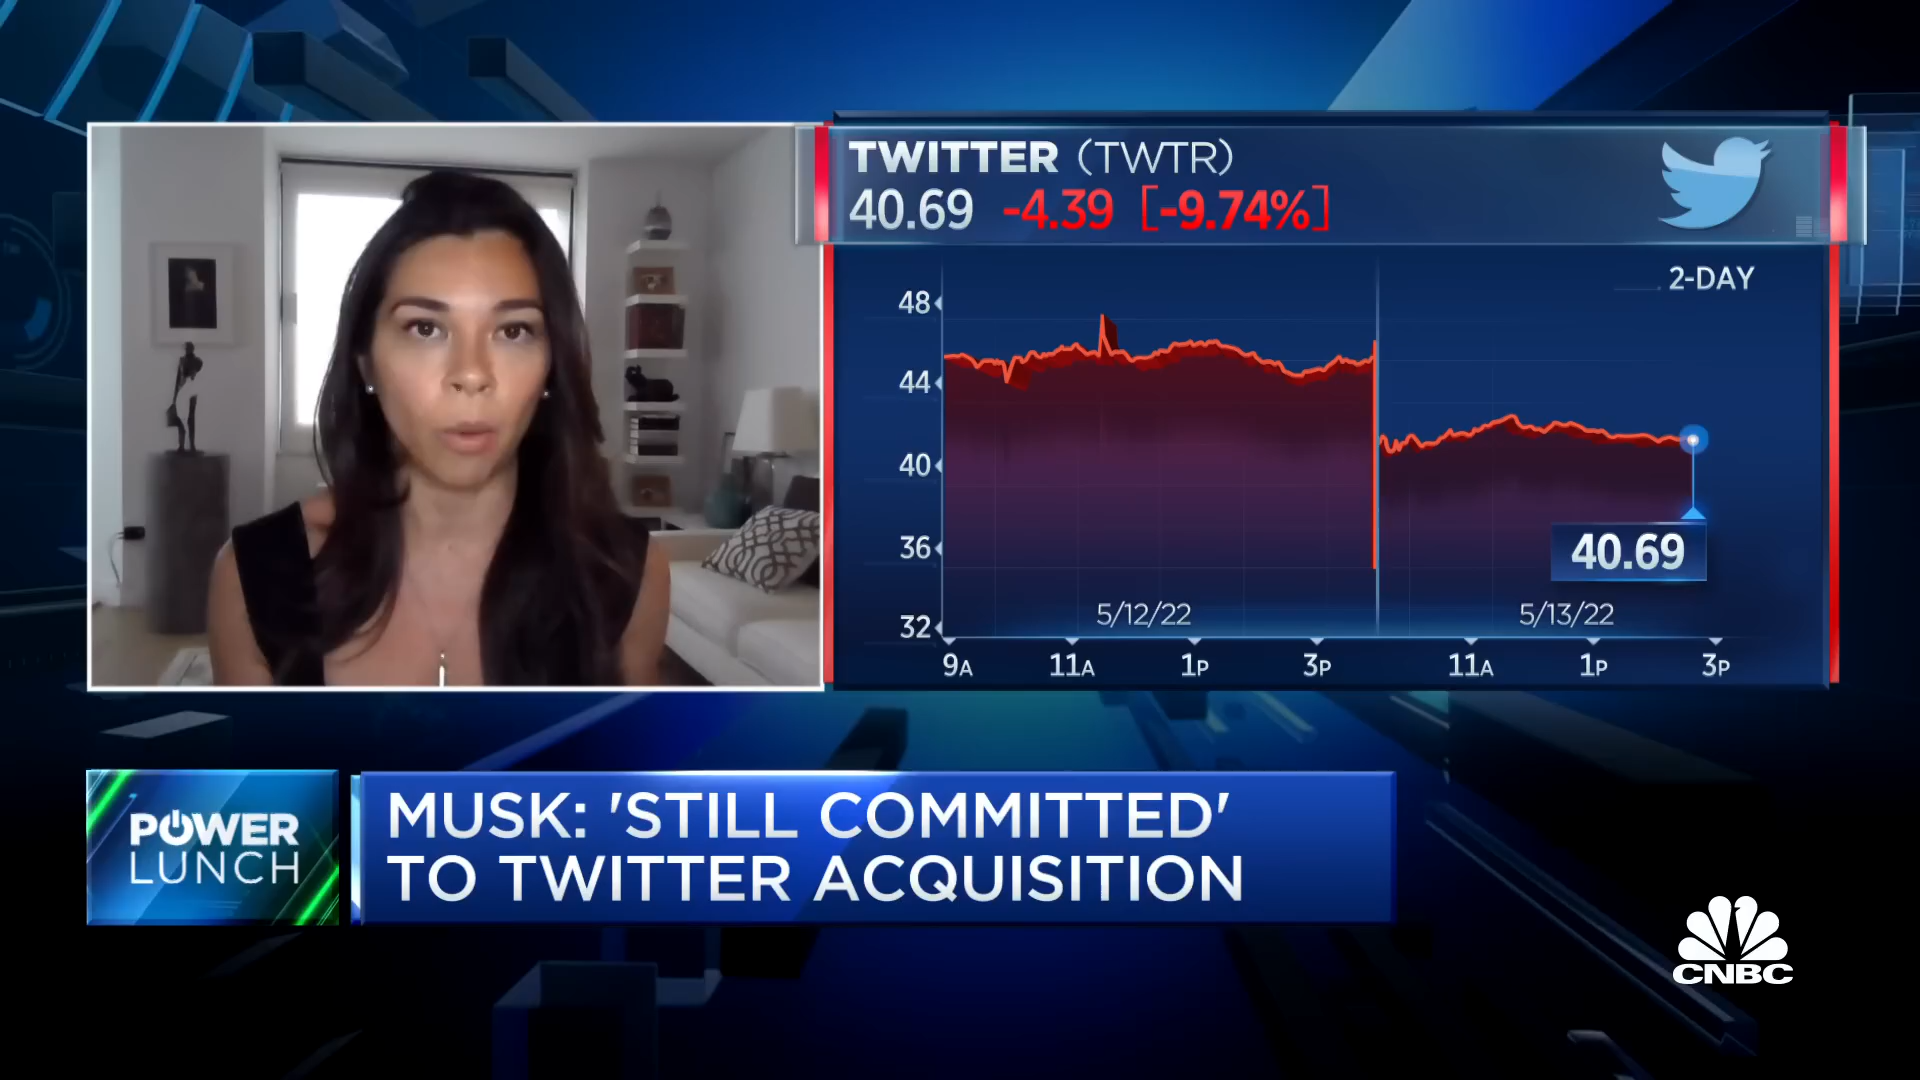 TWITTER (TWTR)
40.69 -4.39 [-9.74%]
2-DAY
48
44
40
36
32
40.69
5/12/22 5/13/22
9A 11A 1P 3P 11A 1P 3P
POWER
LUNCH
MUSK: 'STILL COMMITTED'
TO TWITTER ACQUISITION
CNBC